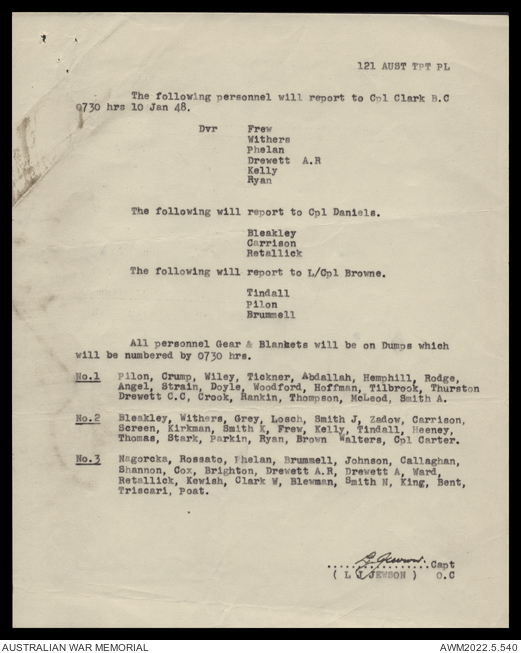 121 AUST TPT PL
The following personnel will report to Cpl Clark B.C
0730 hrs 10 Jan 48.
Dvr Frew
Withers
Phelan
Drewett A.R
Kelly
Ryan
The following will report to Cpl Daniels.
Bleakley
Carrison
Retallick
The following will report to L/Cpl Browne.
Tindall
Pilon
Brummell
All personnel Gear & Blankets will be on Dumps which
will be numbered by 0730 hrs.
No.1 Pilon, Crump, Wiley, Tickner, Abdallah, Hemphill, Rodge,
Angel, Strain, Doyle, Woodford, Hoffman, Tilbrook, Thurston
Drewett C.C, Crook, Rankin, Thompson, McLeod, Smith A.
No.2 Bleakley, Withers, Grey, Losch, Smith J, Zadow, Carrison,
Screen, Kirkman, Smith K, Frew, Kelly, Tindall, Heeney,
Thomas, Stark, Parkin, Ryan, Brown Walters, Cpl Carter.
No.3 Nagorcka, Rossato, Phelan, Brummell, Johnson, Callaghan,
Shannon, Cox, Brighton, Drewett A.R, Drewett A, Ward,
Retallick, Kewish, Clark W, Blewman, Smith N, King, Bent,
Triscari, Poat.
L Jewson. Capt
( L J JEWSON ) O.C
AUSTRALIAN WAR MEMORIAL
AWM2022.5.540